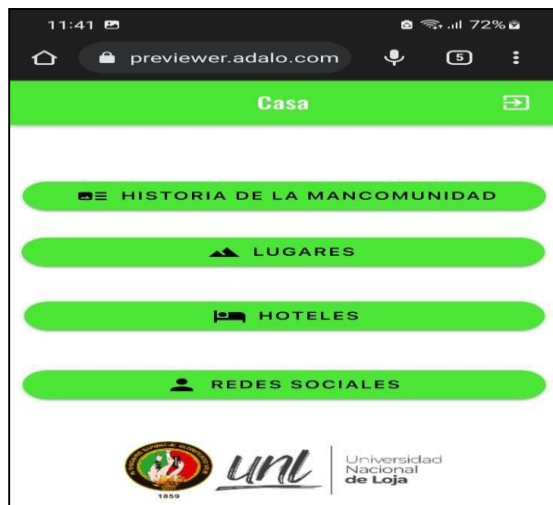 11:41
72%
previewer.adalo.com
5
Casa
HISTORIA DE LA MANCOMUNIDAD
LUGARES
HOTELES
REDES SOCIALES
unl
Universidad
Nacional
de Loja
1859